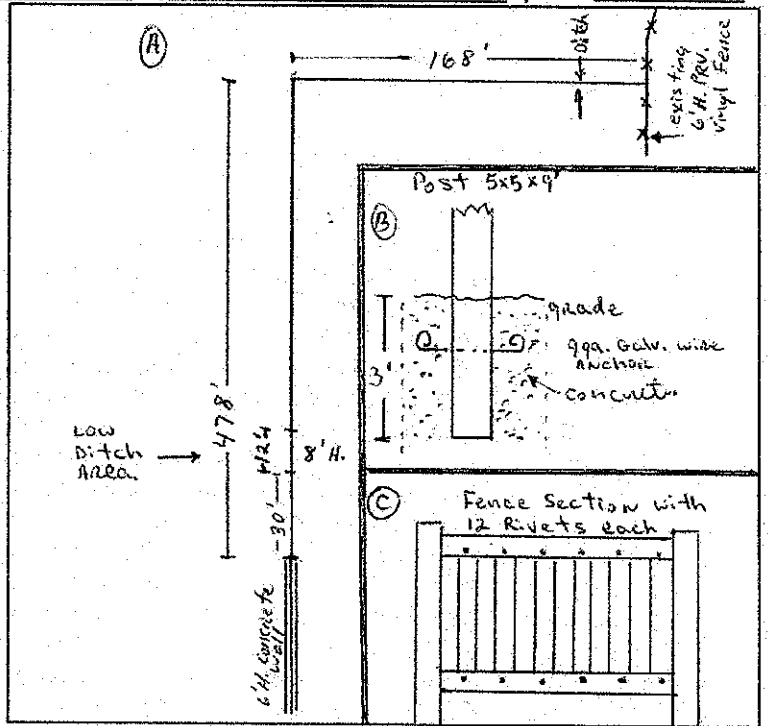 A
168'
Ditch
existing
6'H. PRV.
vinyl Fence
Post 5x5x9'
B
grade
9ga. Galv. wire
Anchor
concrete
3'
478'
Low
Ditch
Area.
8'H.
30'
6'H. concrete
wall
C
Fence Section with
12 Rivets each